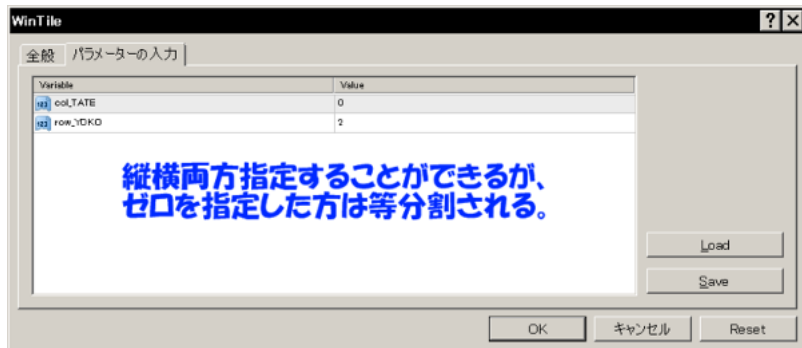 WinTile
全般 パラメーターの入力
Variable Value
123 col_TATE 0
123 row_YOKO 2
縦横両方指定することができるが、
ゼロを指定した方は等分割される。
Load
Save
OK キャンセル Reset